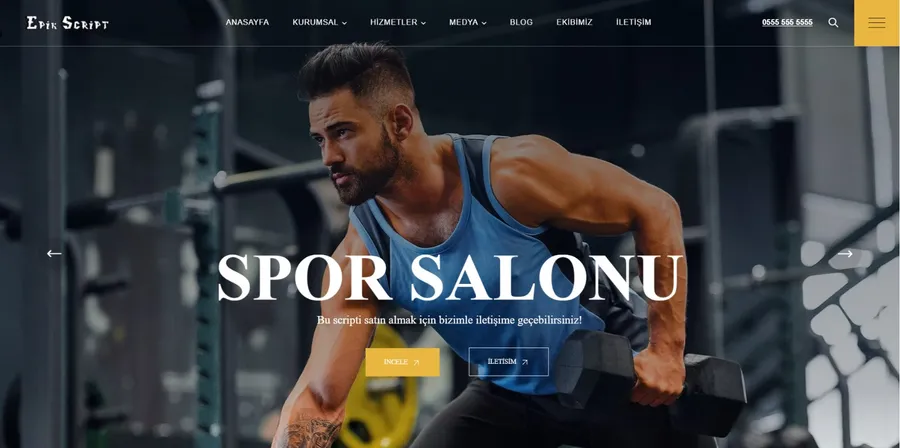 Epik Script
ANASAYFA KURUMSAL HİZMETLER MEDYA BLOG EKİBİMİZ İLETİŞİM
0555 555 5555
SPOR SALONU
Bu scripti satın almak için bizimle iletişime geçebilirsiniz!
İNCELE İLETİSİM